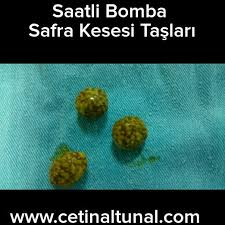 Saatli Bomba
Safra Kesesi Taşları
www.cetinaltunal.com